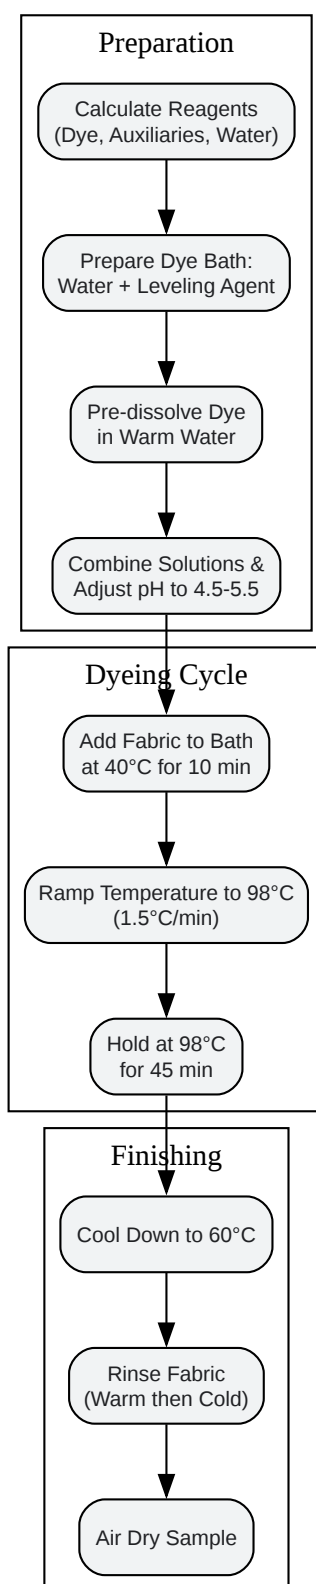 Preparation
Calculate Reagents
(Dye, Auxiliaries, Water)
Prepare Dye Bath:
Water + Leveling Agent
Pre-dissolve Dye
in Warm Water
Combine Solutions &
Adjust pH to 4.5-5.5
Dyeing Cycle
Add Fabric to Bath
at 40°C for 10 min
Ramp Temperature to 98°C
(1.5°C/min)
Hold at 98°C
for 45 min
Finishing
Cool Down to 60°C
Rinse Fabric
(Warm then Cold)
Air Dry Sample